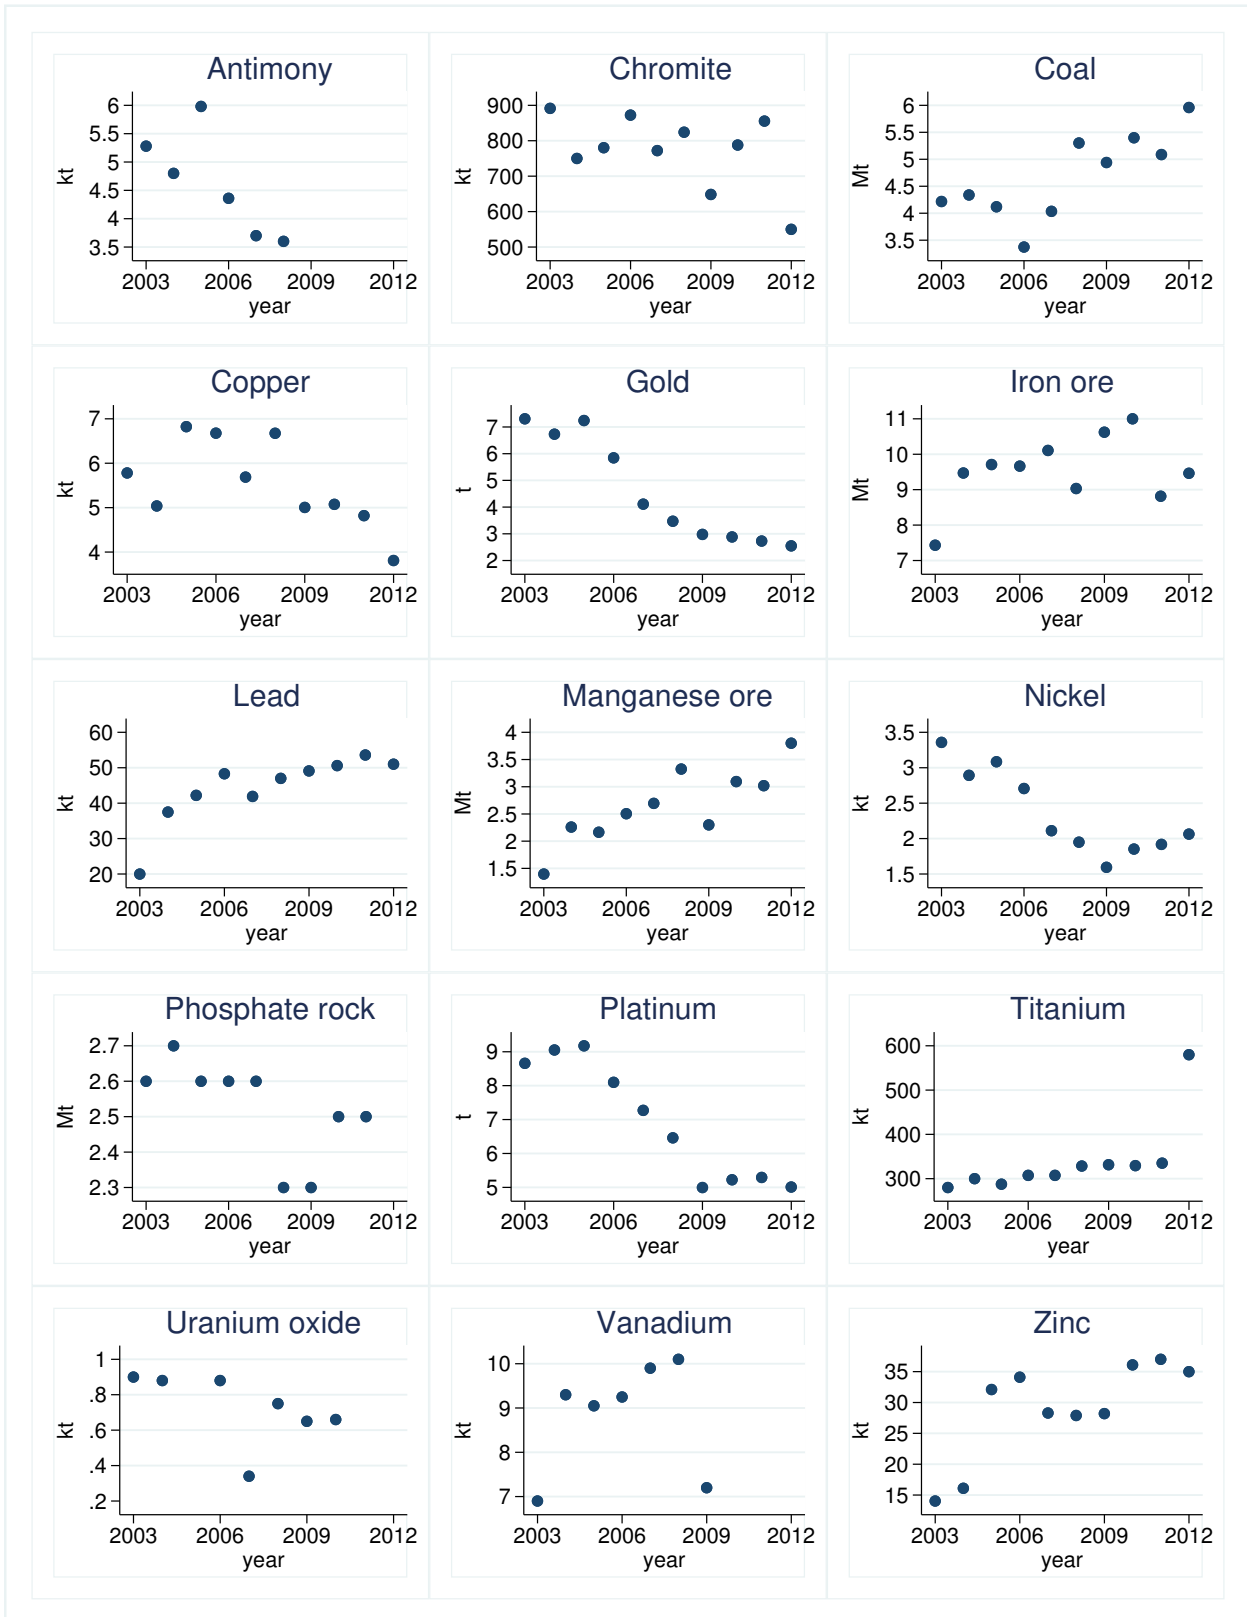 Antimony
kt
6
5.5
5
4.5
4
3.5
2003 2006 2009 2012
year
Chromite
kt
900
800
700
600
500
2003 2006 2009 2012
year
Coal
Mt
6
5.5
5
4.5
4
3.5
2003 2006 2009 2012
year
Copper
kt
7
6
5
4
2003 2006 2009 2012
year
Gold
t
7
6
5
4
3
2
2003 2006 2009 2012
year
Iron ore
Mt
11
10
9
8
7
2003 2006 2009 2012
year
Lead
kt
60
50
40
30
20
2003 2006 2009 2012
year
Manganese ore
Mt
4
3.5
3
2.5
2
1.5
2003 2006 2009 2012
year
Nickel
kt
3.5
3
2.5
2
1.5
2003 2006 2009 2012
year
Phosphate rock
Mt
2.7
2.6
2.5
2.4
2.3
2003 2006 2009 2012
year
Platinum
t
9
8
7
6
5
2003 2006 2009 2012
year
Titanium
kt
600
500
400
300
2003 2006 2009 2012
year
Uranium oxide
kt
1
.8
.6
.4
.2
2003 2006 2009 2012
year
Vanadium
kt
10
9
8
7
2003 2006 2009 2012
year
Zinc
kt
35
30
25
20
15
2003 2006 2009 2012
year